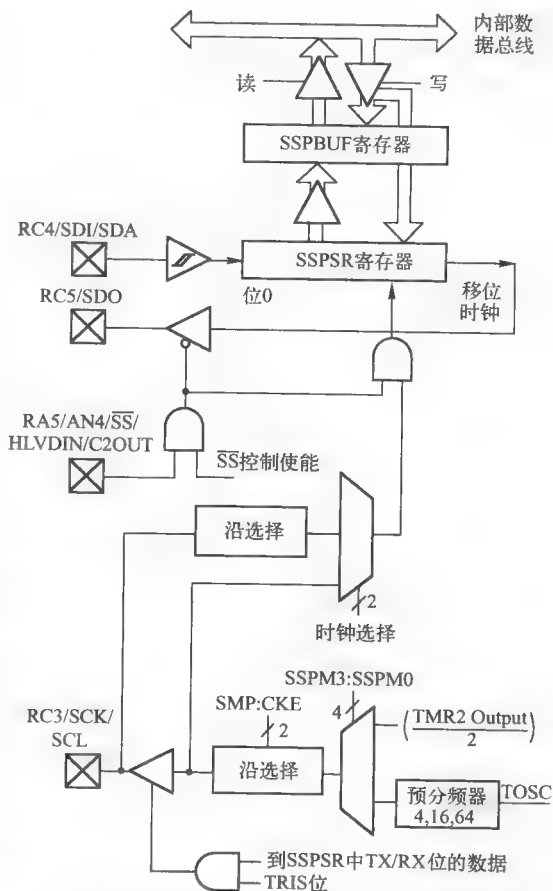 内部数
据总线
读
写
SSPBUF寄存器
RC4/SDI/SDA
SSPSR寄存器
RC5/SDO
位0
移位
时钟
RA5/AN4/S̅S̅/
HLVDIN/C2OUT
S̅S̅控制使能
沿选择
2
时钟选择
SSPM3:SSPM0
SMP:CKE
4
(TMR2 Output
2)
RC3/SCK/
SCL
2
沿选择
预分频器
4,16,64
TOSC
到SSPSR中TX/RX位的数据
TRIS位